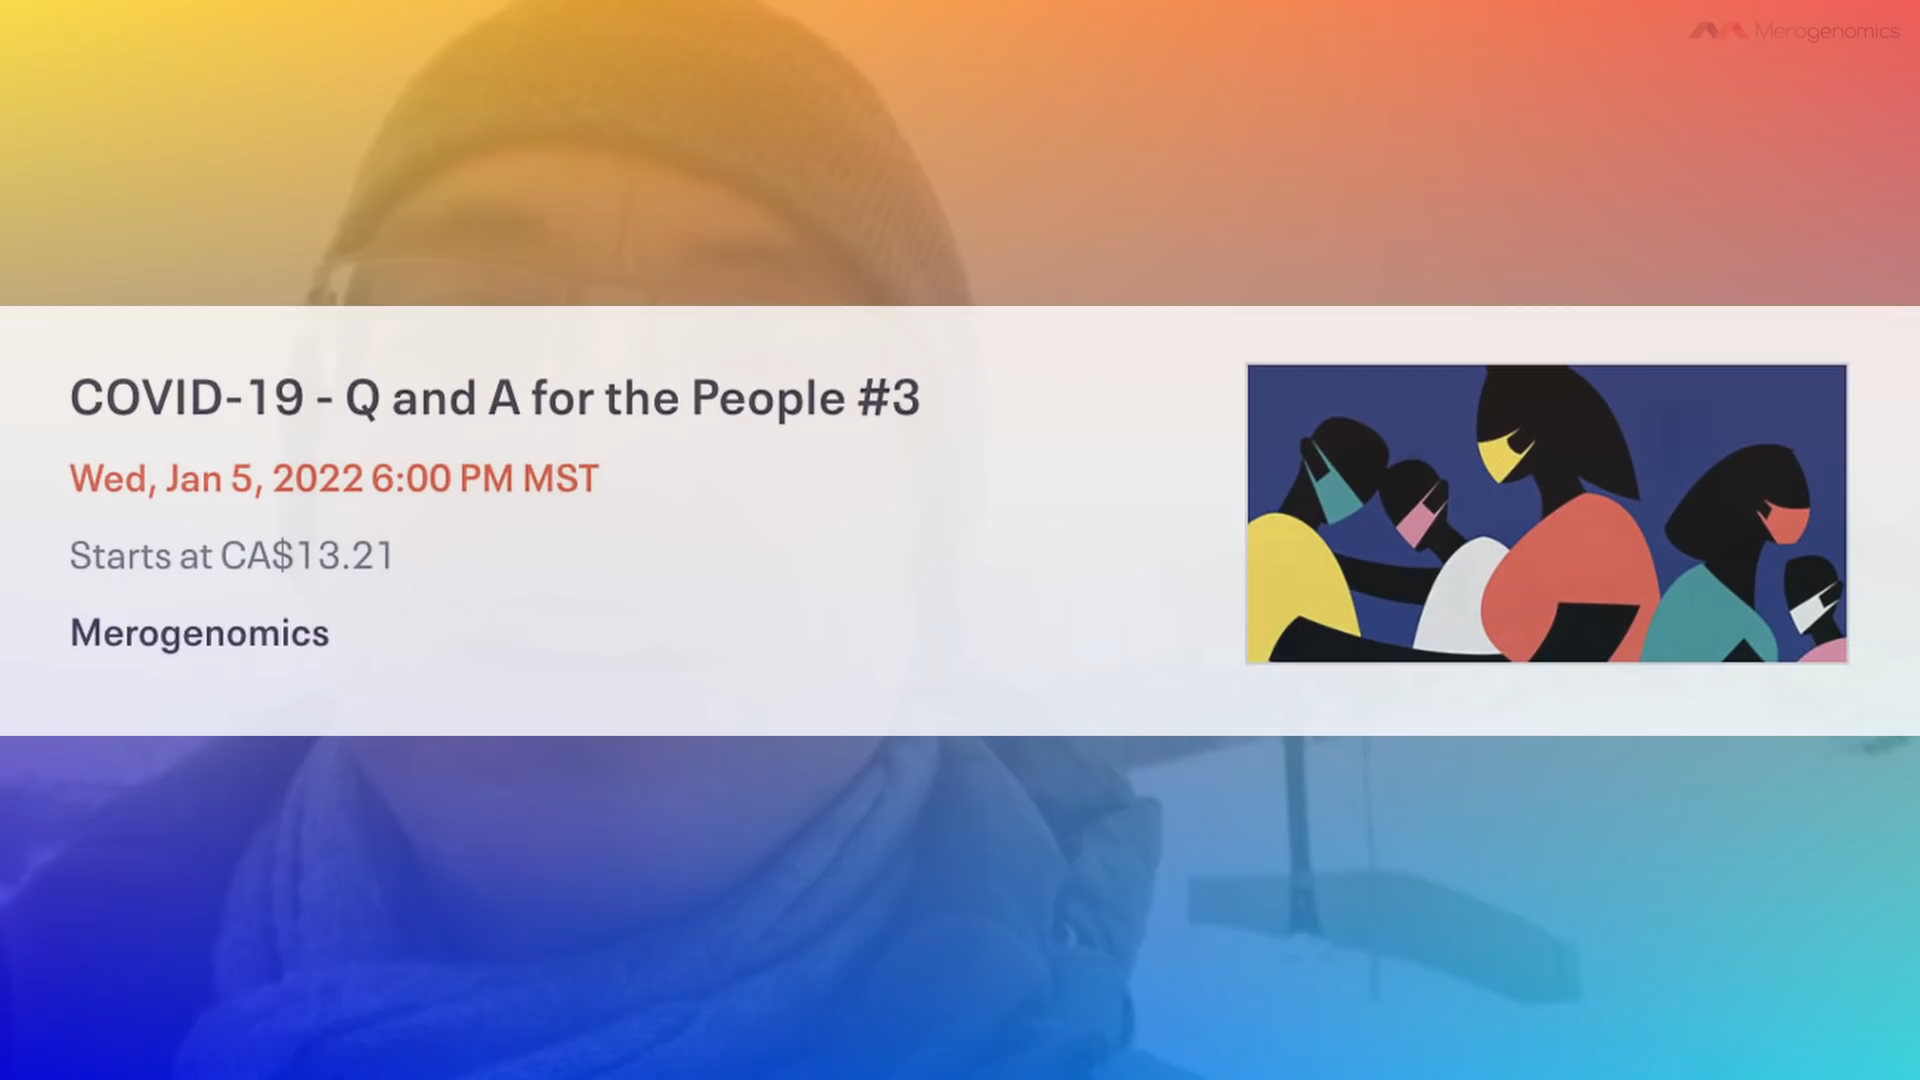 Merogenomics
COVID-19 - Q and A for the People #3
Wed, Jan 5, 2022 6:00 PM MST
Starts at CA$13.21
Merogenomics